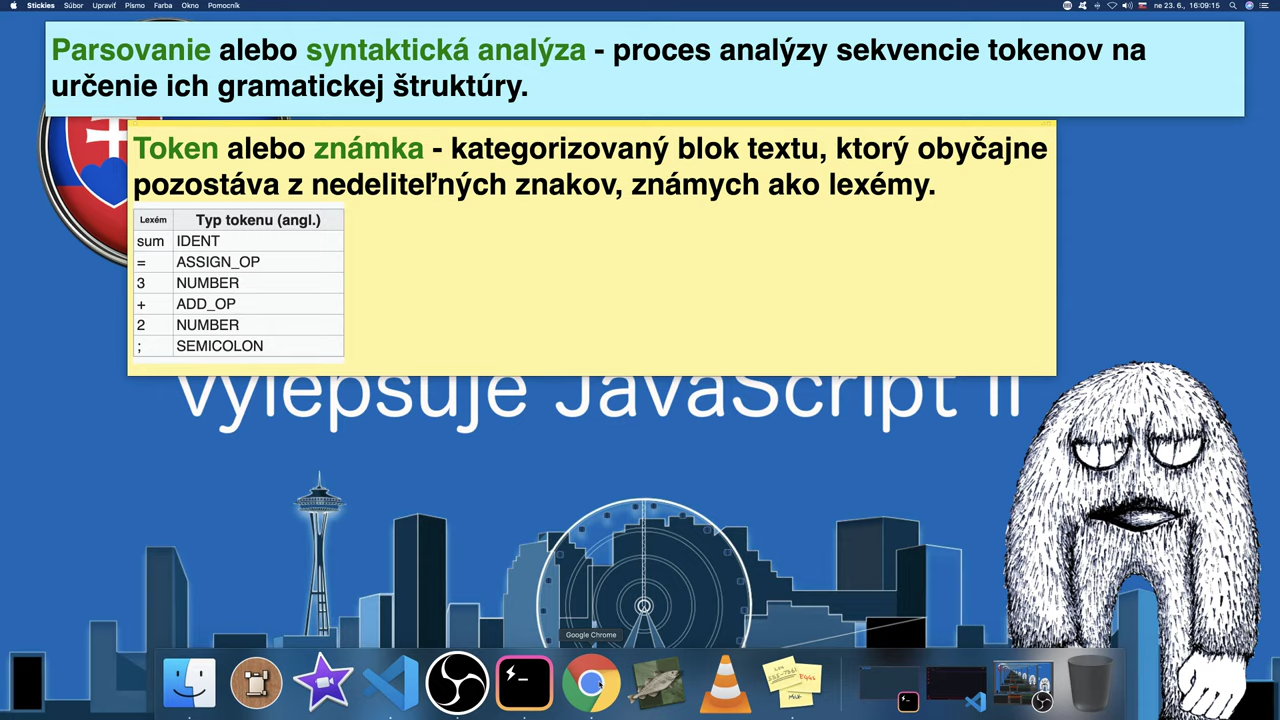 Stickies Súbor Upraviť Písmo Farba Okno Pomocník ne 23. 6., 16:09:15
Parsovanie alebo syntaktická analýza - proces analýzy sekvencie tokenov na
určenie ich gramatickej štruktúry.
Token alebo známka - kategorizovaný blok textu, ktorý obyčajne
pozostáva z nedeliteľných znakov, známych ako lexémy.
Lexém Typ tokenu (angl.)
sum IDENT
= ASSIGN_OP
3 NUMBER
+ ADD_OP
2 NUMBER
; SEMICOLON
vylepšuje JavaScript II
Google Chrome